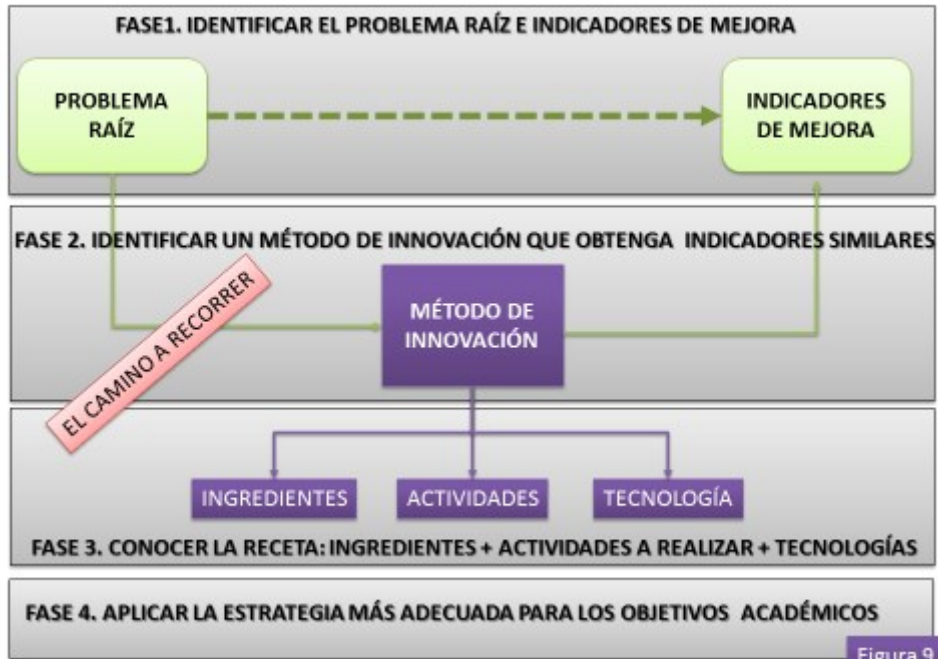 FASE1. IDENTIFICAR EL PROBLEMA RAÍZ E INDICADORES DE MEJORA
PROBLEMA
RAÍZ
INDICADORES
DE MEJORA
FASE 2. IDENTIFICAR UN MÉTODO DE INNOVACIÓN QUE OBTENGA INDICADORES SIMILARES
MÉTODO DE
INNOVACIÓN
EL CAMINO A RECORRER
INGREDIENTES
ACTIVIDADES
TECNOLOGÍA
FASE 3. CONOCER LA RECETA: INGREDIENTES + ACTIVIDADES A REALIZAR + TECNOLOGÍAS
FASE 4. APLICAR LA ESTRATEGIA MÁS ADECUADA PARA LOS OBJETIVOS ACADÉMICOS
Figura 9